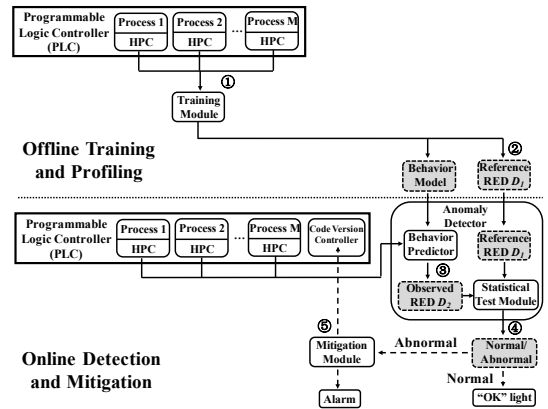 Programmable
Logic Controller
(PLC)
Process 1
HPC
Process 2
HPC
...
Process M
HPC
①
Training
Module
Offline Training
and Profiling
②
Behavior
Model
Reference
RED D1
Programmable
Logic Controller
(PLC)
Process 1
HPC
Process 2
HPC
...
Process M
HPC
Code Version
Controller
Anomaly
Detector
Behavior
Predictor
Reference
RED D1
③
Observed
RED D2
Statistical
Test Module
⑤
④
Online Detection
and Mitigation
Mitigation
Module
Abnormal
Normal/
Abnormal
Normal
Alarm
“OK” light